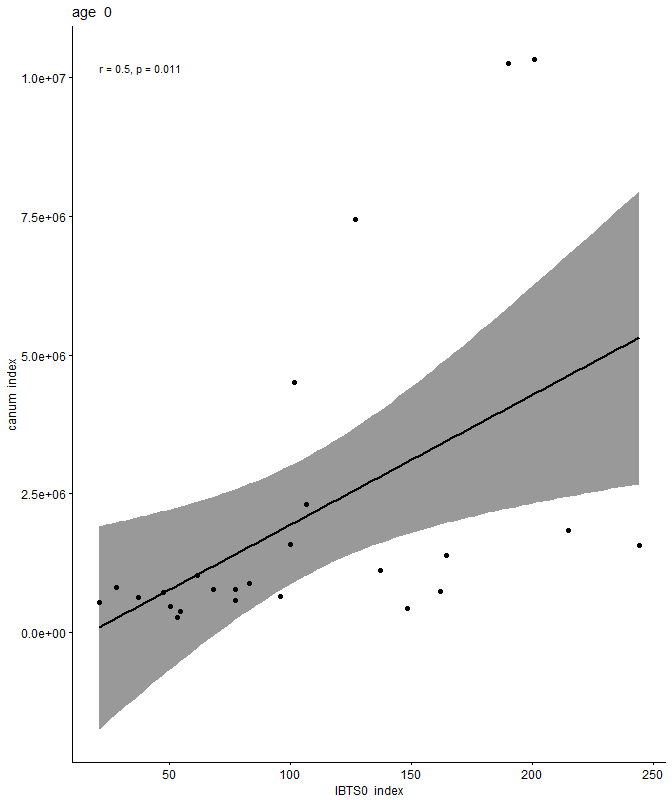 age 0
r = 0.5, p = 0.011
1.0e+07
7.5e+06
5.0e+06
2.5e+06
0.0e+00
canum index
50 100 150 200 250
IBTS0 index